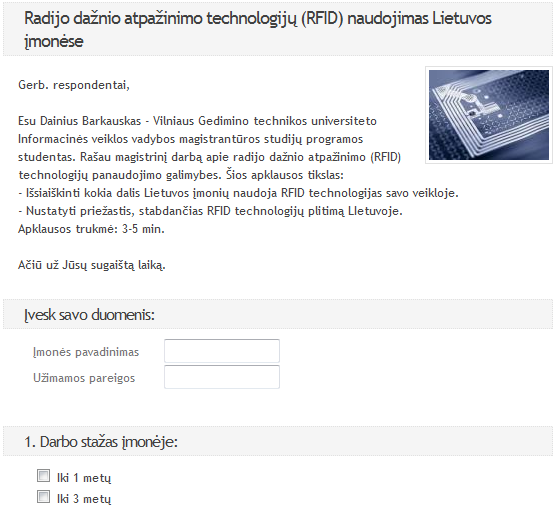 Radijo dažnio atpažinimo technologijų (RFID) naudojimas Lietuvos
įmonėse
Gerb. respondentai,
Esu Dainius Barkauskas - Vilniaus Gedimino technikos universiteto
Informacinės veiklos vadybos magistrantūros studijų programos
studentas. Rašau magistrinį darbą apie radijo dažnio atpažinimo (RFID)
technologijų panaudojimo galimybes. Šios apklausos tikslas:
- Išsiaiškinti kokia dalis Lietuvos įmonių naudoja RFID technologijas savo veikloje.
- Nustatyti priežastis, stabdančias RFID technologijų plitimą LIetuvoje.
Apklausos trukmė: 3-5 min.
Ačiū už Jūsų sugaištą laiką.
Įvesk savo duomenis:
Įmonės pavadinimas
Užimamos pareigos
1. Darbo stažas įmonėje:
Iki 1 metų
Iki 3 metų